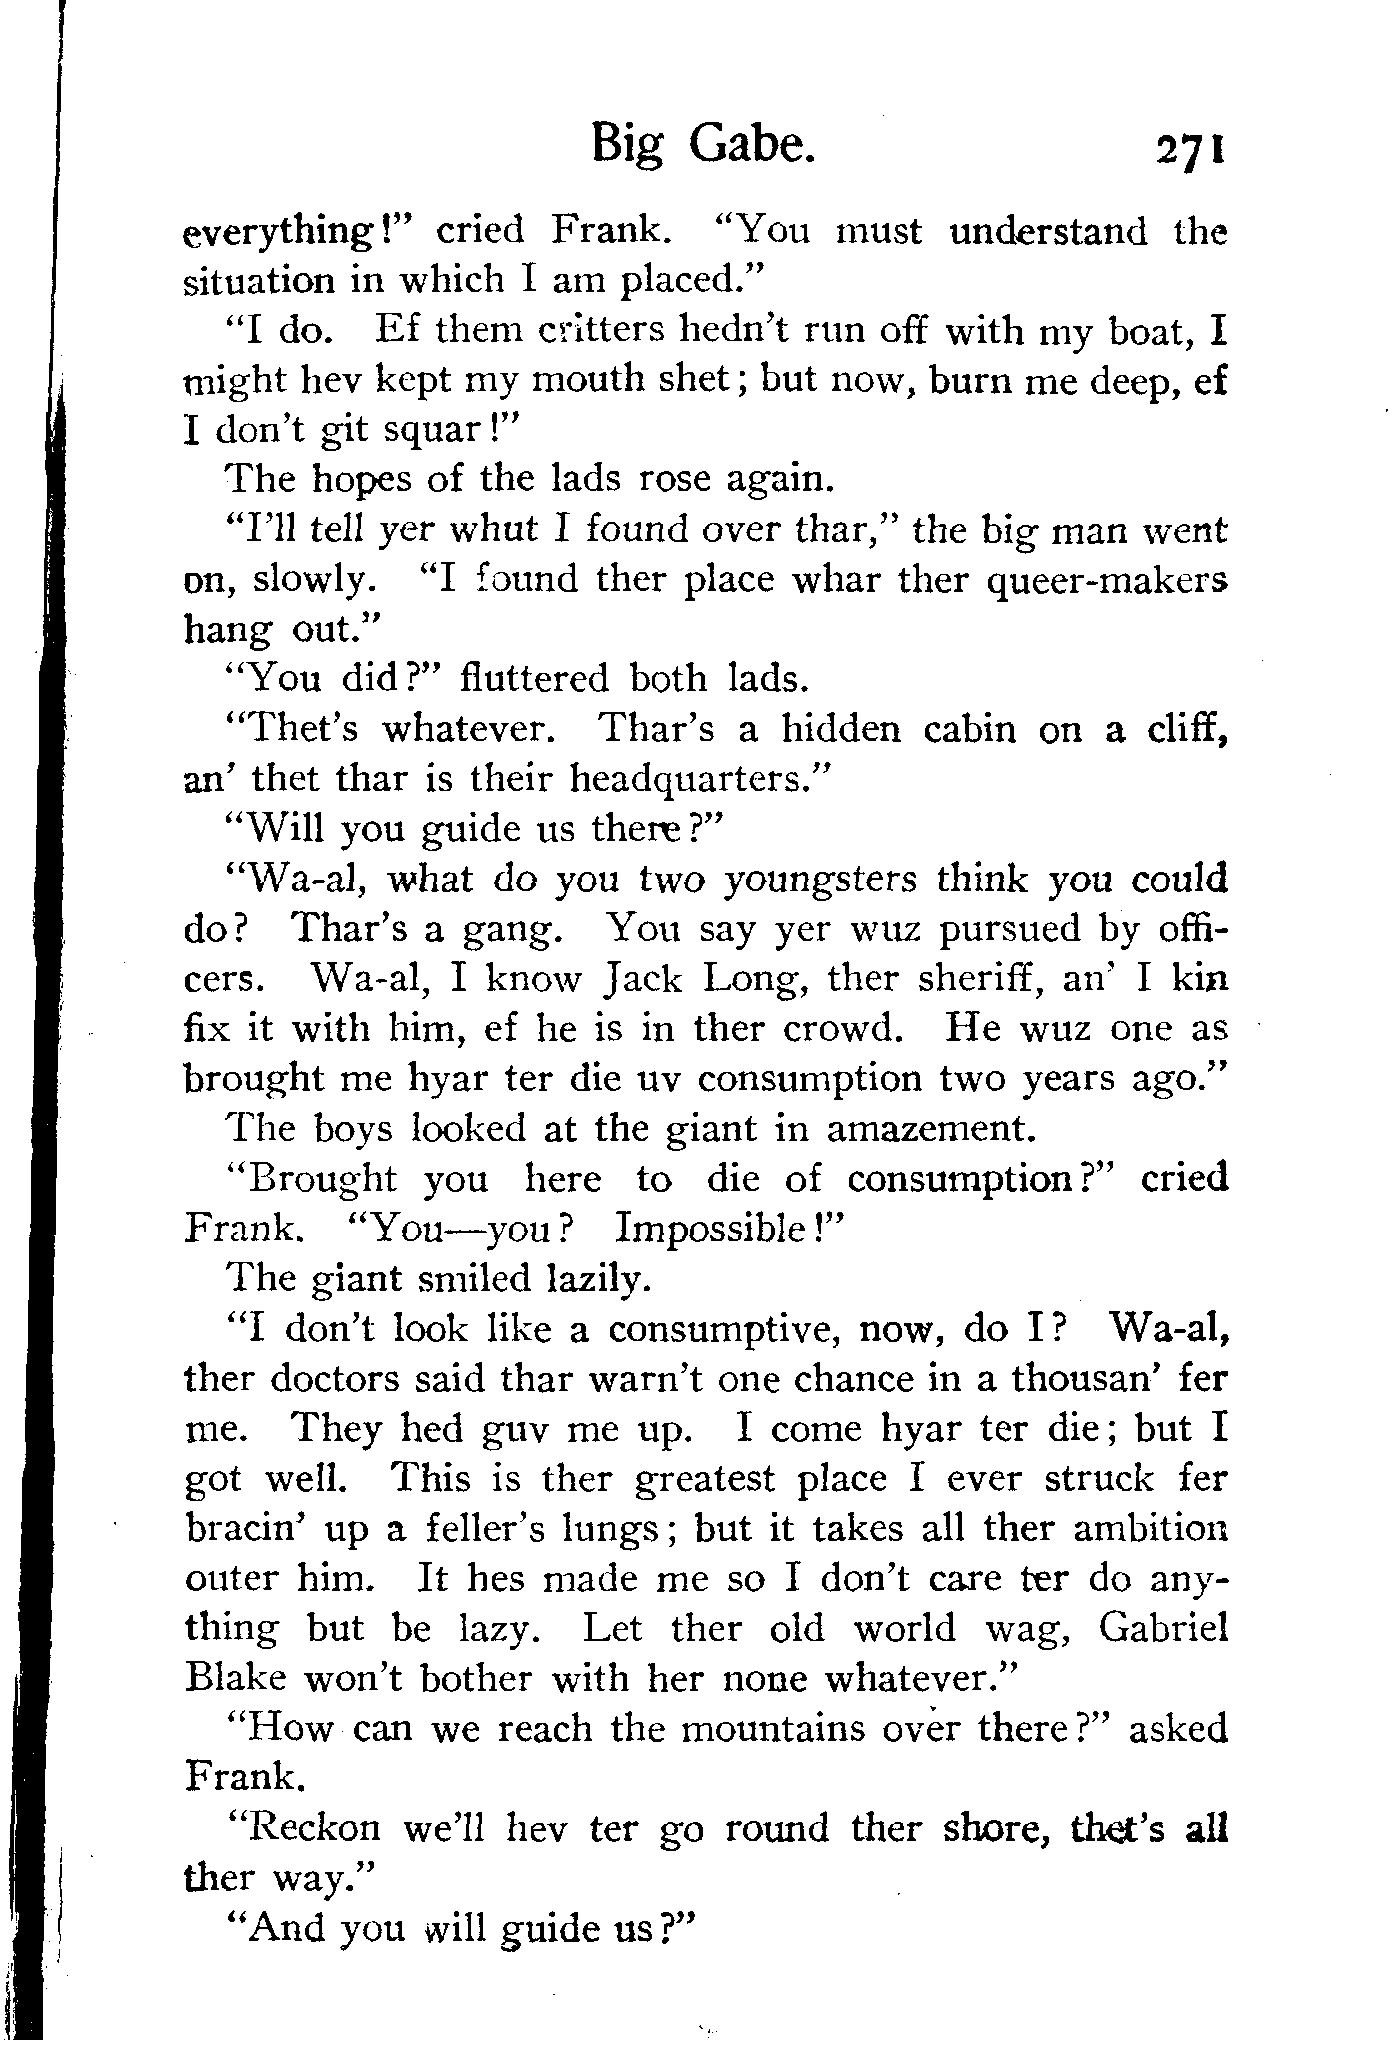 Big Gabe. 271
everything!" cried Frank. "You must understand the
situation in which I am placed."
"I do. Ef them critters hedn't run off with my boat, I
might hev kept my mouth shet; but now, burn me deep, ef
I don't git squar!"
The hopes of the lads rose again.
"I'll tell yer whut I found over thar," the big man went
on, slowly. "I found ther place whar ther queer-makers
hang out."
"You did?" fluttered both lads.
"Thet's whatever. Thar's a hidden cabin on a cliff,
an' thet thar is their headquarters."
"Will you guide us there?"
"Wa-al, what do you two youngsters think you could
do? Thar's a gang. You say yer wuz pursued by offi-
cers. Wa-al, I know Jack Long, ther sheriff, an' I kin
fix it with him, ef he is in ther crowd. He wuz one as
brought me hyar ter die uv consumption two years ago."
The boys looked at the giant in amazement.
"Brought you here to die of consumption?" cried
Frank. "You—you? Impossible!"
The giant smiled lazily.
"I don't look like a consumptive, now, do I? Wa-al,
ther doctors said thar warn't one chance in a thousan' fer
me. They hed guv me up. I come hyar ter die; but I
got well. This is ther greatest place I ever struck fer
bracin' up a feller's lungs; but it takes all ther ambition
outer him. It hes made me so I don't care ter do any-
thing but be lazy. Let ther old world wag, Gabriel
Blake won't bother with her none whatever."
"How can we reach the mountains over there?" asked
Frank.
"Reckon we'll hev ter go round ther shore, thet's all
ther way."
"And you will guide us?"